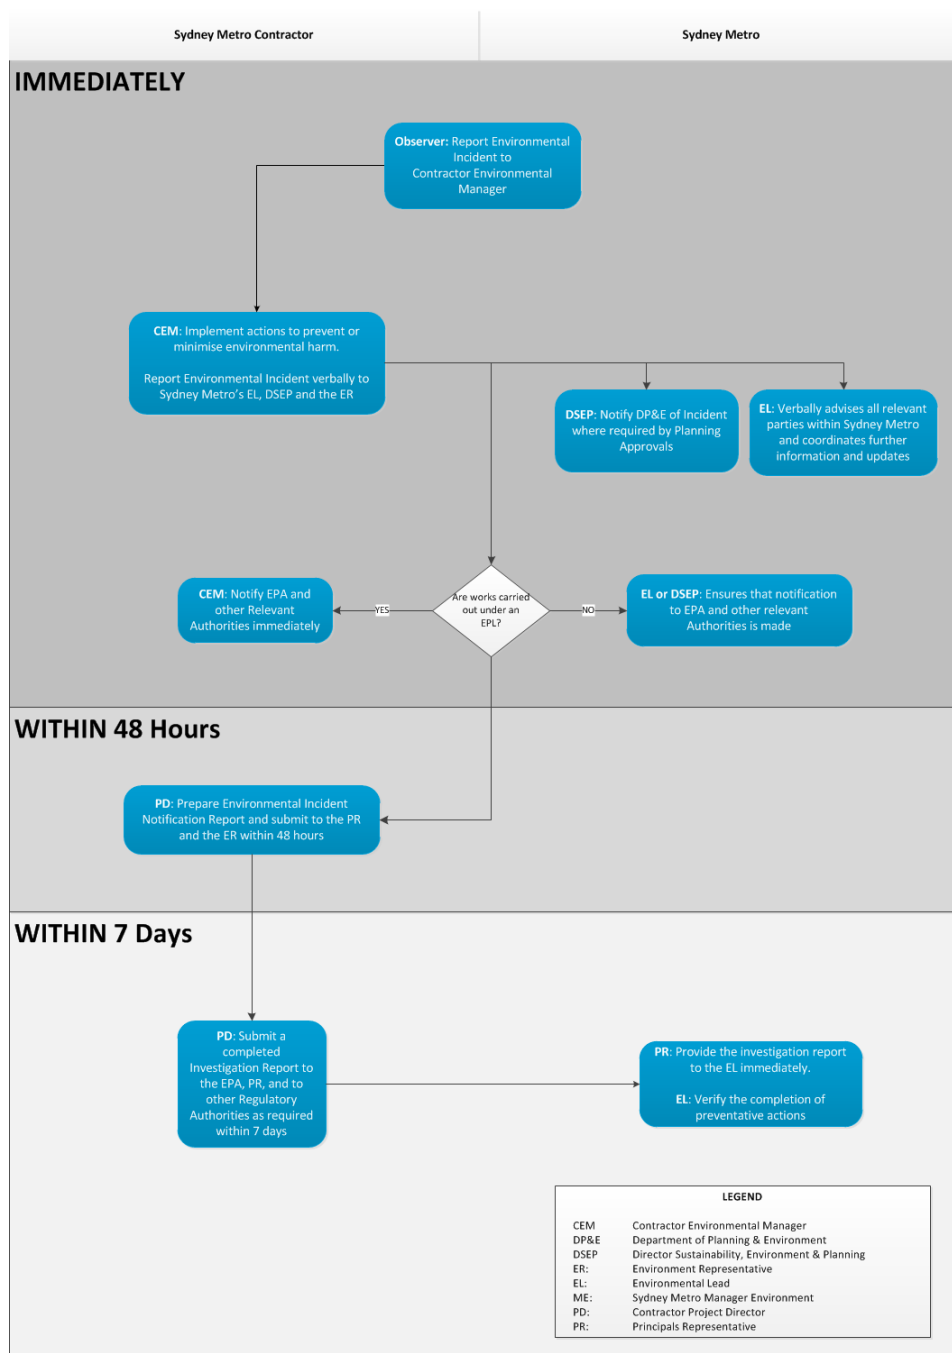 Sydney Metro Contractor
Sydney Metro
IMMEDIATELY
Observer: Report Environmental
Incident to
Contractor Environmental
Manager
CEM: Implement actions to prevent or
minimise environmental harm.
Report Environmental Incident verbally to
Sydney Metro's EL, DSEP and the ER
DSEP: Notify DP&E of Incident
where required by Planning
Approvals
EL: Verbally advises all relevant
parties within Sydney Metro
and coordinates further
information and updates
CEM: Notify EPA and
other Relevant
Authorities immediately
YES
Are works carried
out under an
EPL?
NO
EL or DSEP: Ensures that notification
to EPA and other relevant
Authorities is made
WITHIN 48 Hours
PD: Prepare Environmental Incident
Notification Report and submit to the PR
and the ER within 48 hours
WITHIN 7 Days
PD: Submit a
completed
Investigation Report to
the EPA, PR, and to
other Regulatory
Authorities as required
within 7 days
PR: Provide the investigation report
to the EL immediately.
EL: Verify the completion of
preventative actions
LEGEND
CEM Contractor Environmental Manager
DP&E Department of Planning & Environment
DSEP Director Sustainability, Environment & Planning
ER: Environment Representative
EL: Environmental Lead
ME: Sydney Metro Manager Environment
PD: Contractor Project Director
PR: Principals Representative